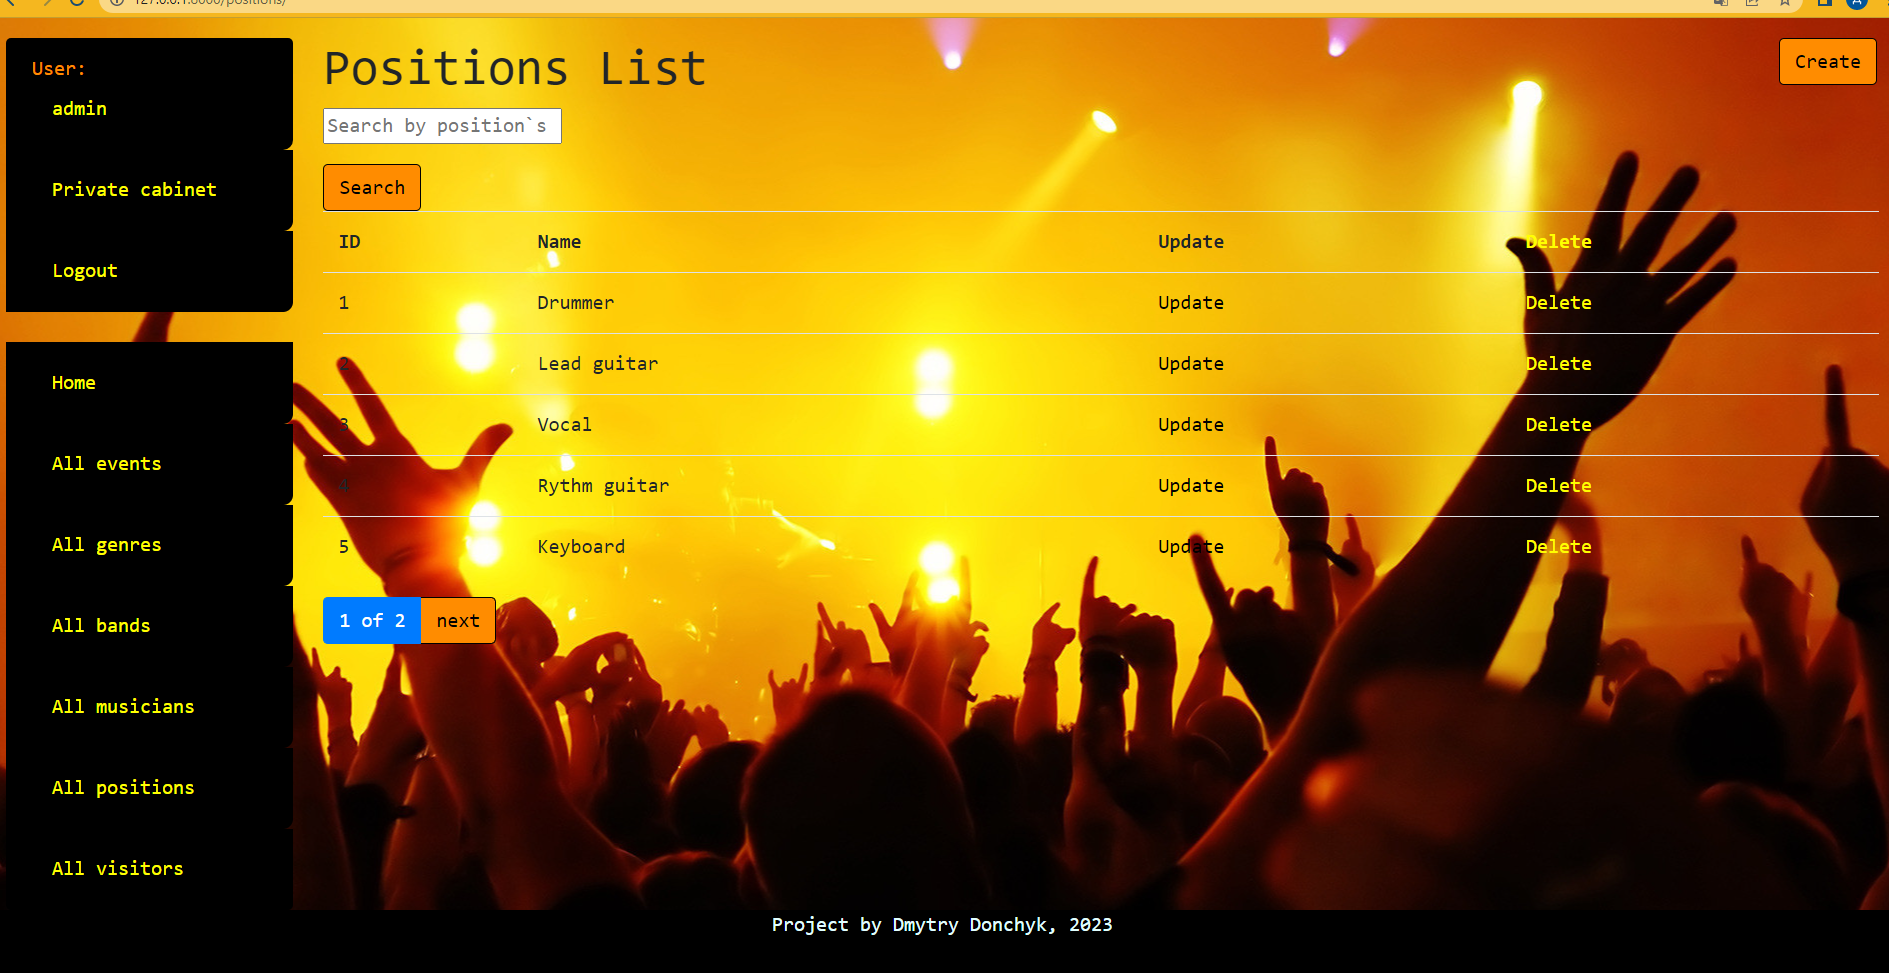 127.0.0.1:8000/positions/
User:
admin
Private cabinet
Logout
Home
All events
All genres
All bands
All musicians
All positions
All visitors
Positions List
Create
Search by position`s
Search
ID Name Update Delete
1 Drummer Update Delete
2 Lead guitar Update Delete
3 Vocal Update Delete
4 Rythm guitar Update Delete
5 Keyboard Update Delete
1 of 2 next
Project by Dmytry Donchyk, 2023